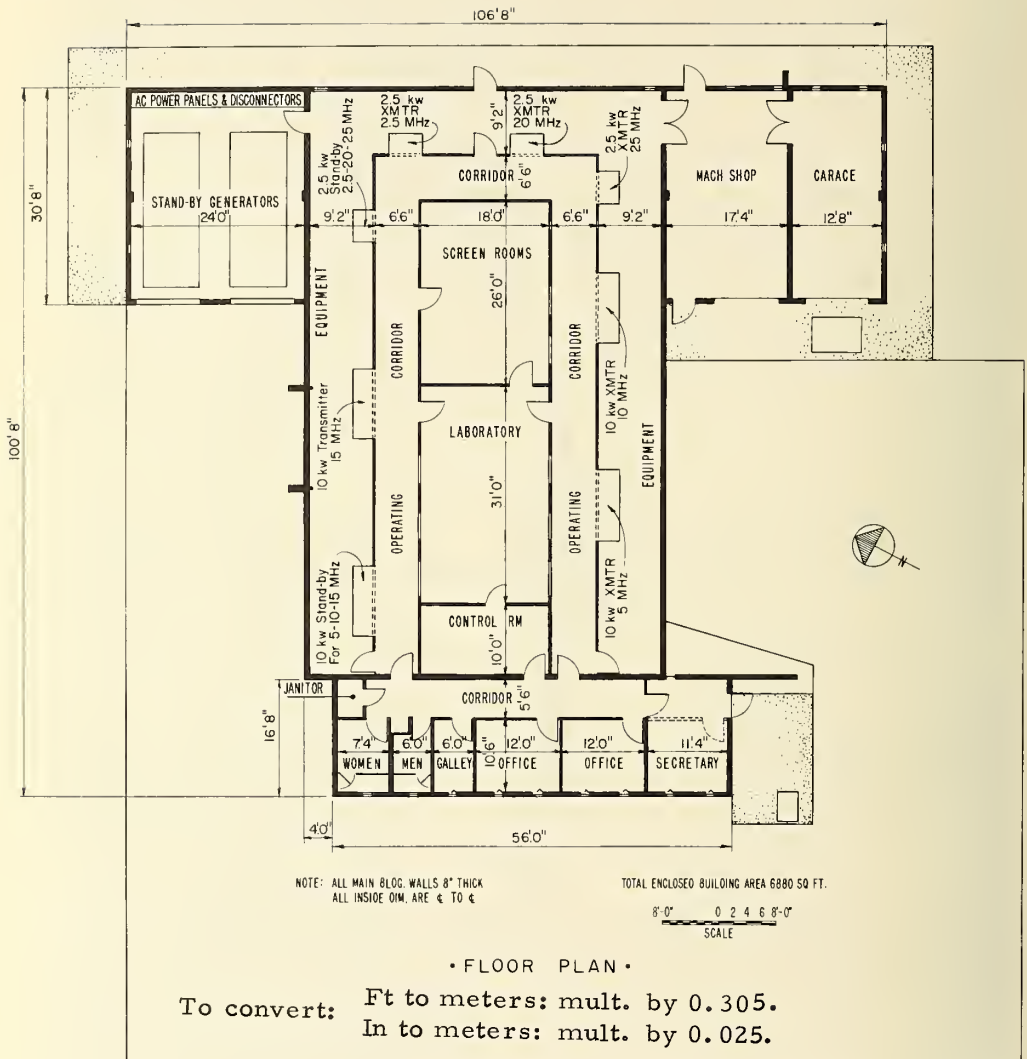 106'8"
AC POWER PANELS & DISCONNECTORS
2.5 kw
XMTR
2.5 MHz
2.5 kw
XMTR
20 MHz
2.5 kw
XMTR
25 MHz
2.5 kw
Stand-by
2.5-20-25 MHz
9'2"
CORRIDOR
6'6"
MACH SHOP
CARACE
30'8"
STAND-BY GENERATORS
24'0"
9'2"
6'6"
18'0"
6'6"
9'2"
17'4"
12'8"
SCREEN ROOMS
26'0"
EQUIPMENT
CORRIDOR
CORRIDOR
10 kw XMTR
10 MHz
100'8"
10 kw Transmitter
15 MHz
LABORATORY
31'0"
EQUIPMENT
OPERATING
OPERATING
N
10 kw Stand-by
For 5-10-15 MHz
10 kw XMTR
5 MHz
CONTROL RM
10'0"
JANITOR
CORRIDOR
5'6"
16'8"
7'4"
6'0"
6'0"
12'0"
10'6"
12'0"
11'4"
WOMEN
MEN
GALLEY
OFFICE
OFFICE
SECRETARY
4'0"
56'0"
NOTE: ALL MAIN BLDG. WALLS 8" THICK
ALL INSIDE DIM. ARE ℄ TO ℄
TOTAL ENCLOSED BUILDING AREA 6880 SQ FT.
8'-0" 0 2 4 6 8'-0"
SCALE
• FLOOR PLAN •
To convert: Ft to meters: mult. by 0.305.
In to meters: mult. by 0.025.